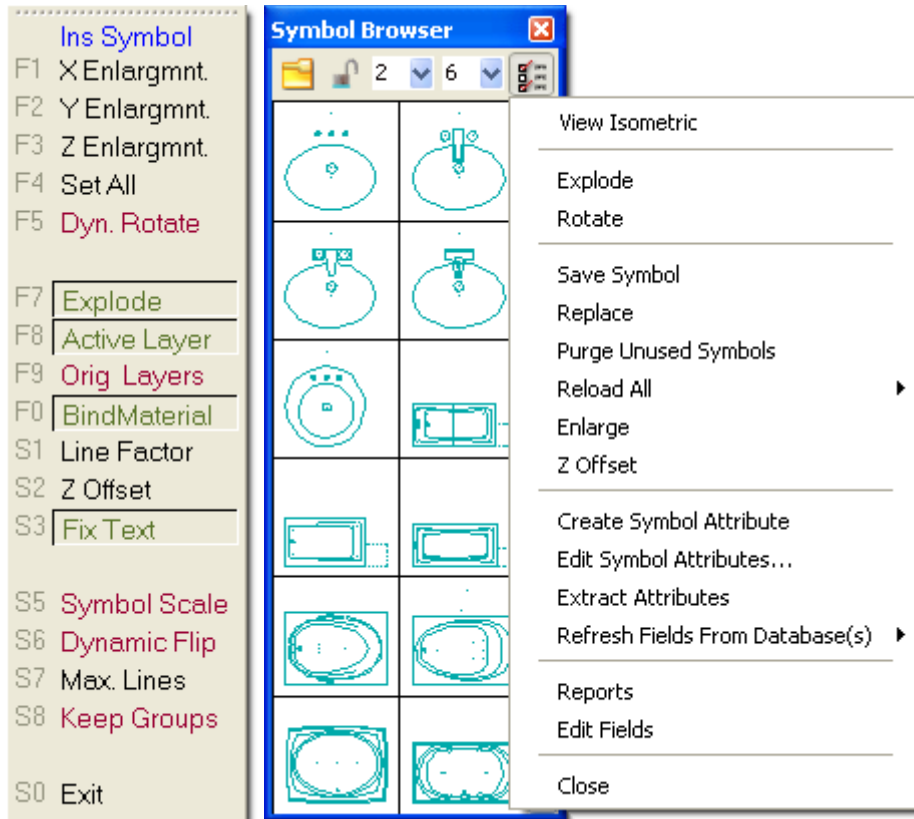 Ins Symbol
F1 X Enlargmnt.
F2 Y Enlargmnt.
F3 Z Enlargmnt.
F4 Set All
F5 Dyn. Rotate
F7 Explode
F8 Active Layer
F9 Orig Layers
F0 BindMaterial
S1 Line Factor
S2 Z Offset
S3 Fix Text
S5 Symbol Scale
S6 Dynamic Flip
S7 Max. Lines
S8 Keep Groups
S0 Exit
Symbol Browser
2 6
View Isometric
Explode
Rotate
Save Symbol
Replace
Purge Unused Symbols
Reload All
Enlarge
Z Offset
Create Symbol Attribute
Edit Symbol Attributes...
Extract Attributes
Refresh Fields From Database(s)
Reports
Edit Fields
Close